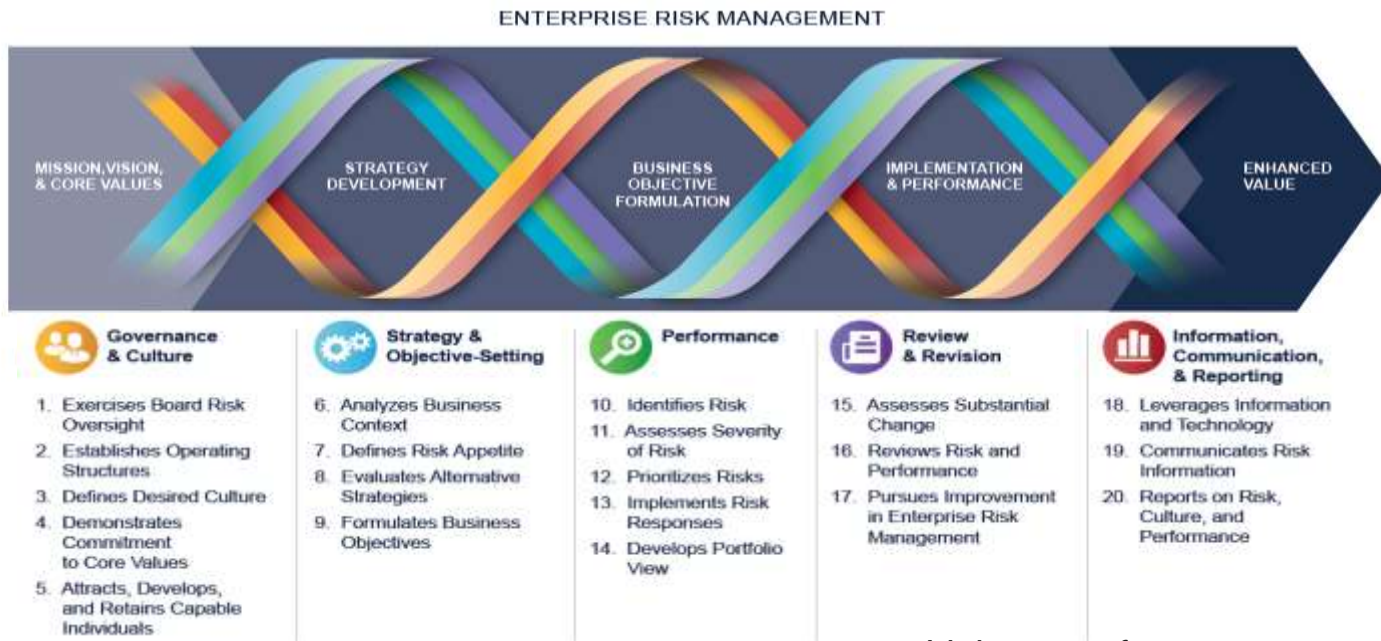 ENTERPRISE RISK MANAGEMENT
MISSION, VISION,
& CORE VALUES
STRATEGY
DEVELOPMENT
BUSINESS
OBJECTIVE
FORMULATION
IMPLEMENTATION
& PERFORMANCE
ENHANCED
VALUE
Governance
& Culture
1. Exercises Board Risk
Oversight
2. Establishes Operating
Structures
3. Defines Desired Culture
4. Demonstrates
Commitment
to Core Values
5. Attracts, Develops,
and Retains Capable
Individuals
Strategy &
Objective-Setting
6. Analyzes Business
Context
7. Defines Risk Appetite
8. Evaluates Alternative
Strategies
9. Formulates Business
Objectives
Performance
10. Identifies Risk
11. Assesses Severity
of Risk
12. Prioritizes Risks
13. Implements Risk
Responses
14. Develops Portfolio
View
Review
& Revision
15. Assesses Substantial
Change
16. Reviews Risk and
Performance
17. Pursues Improvement
in Enterprise Risk
Management
Information,
Communication,
& Reporting
18. Leverages Information
and Technology
19. Communicates Risk
Information
20. Reports on Risk,
Culture, and
Performance